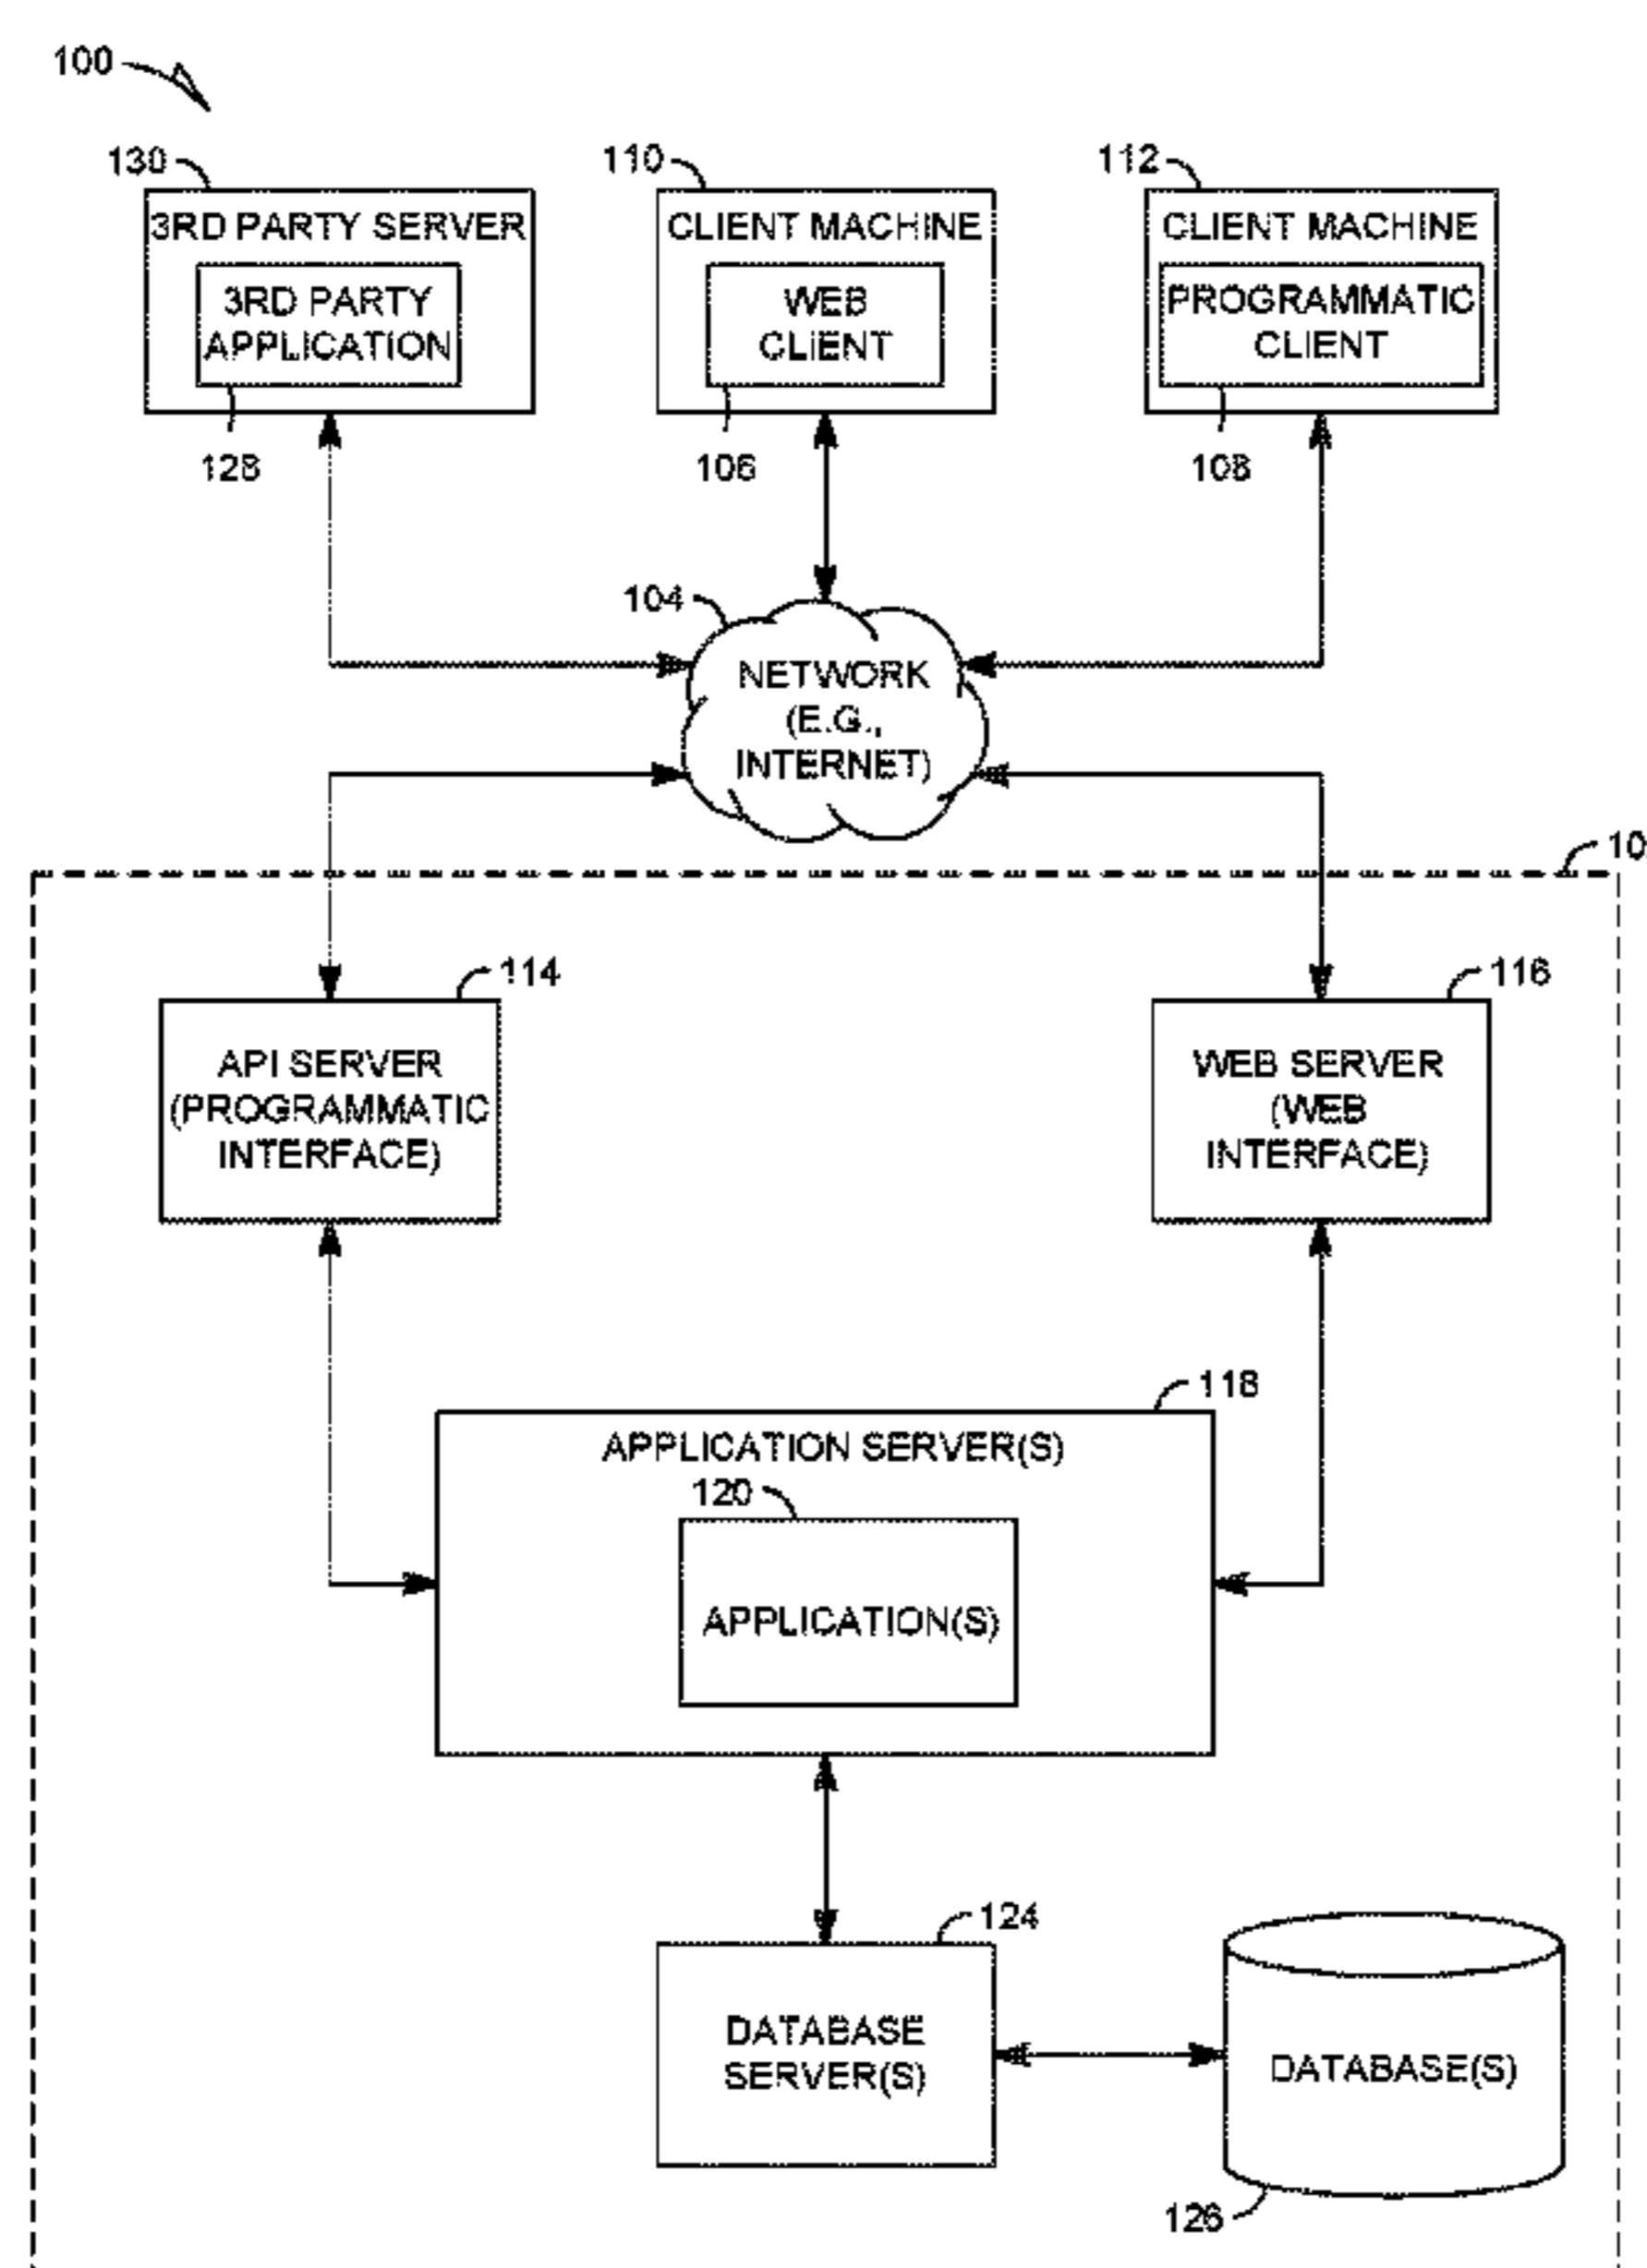 100
130
110
112
3RD PARTY SERVER
CLIENT MACHINE
CLIENT MACHINE
3RD PARTY
APPLICATION
WEB
CLIENT
PROGRAMMATIC
CLIENT
128
106
108
104
NETWORK
(E.G.,
INTERNET)
10
114
116
API SERVER
(PROGRAMMATIC
INTERFACE)
WEB SERVER
(WEB
INTERFACE)
118
APPLICATION SERVER(S)
120
APPLICATION(S)
124
DATABASE
SERVER(S)
DATABASE(S)
126